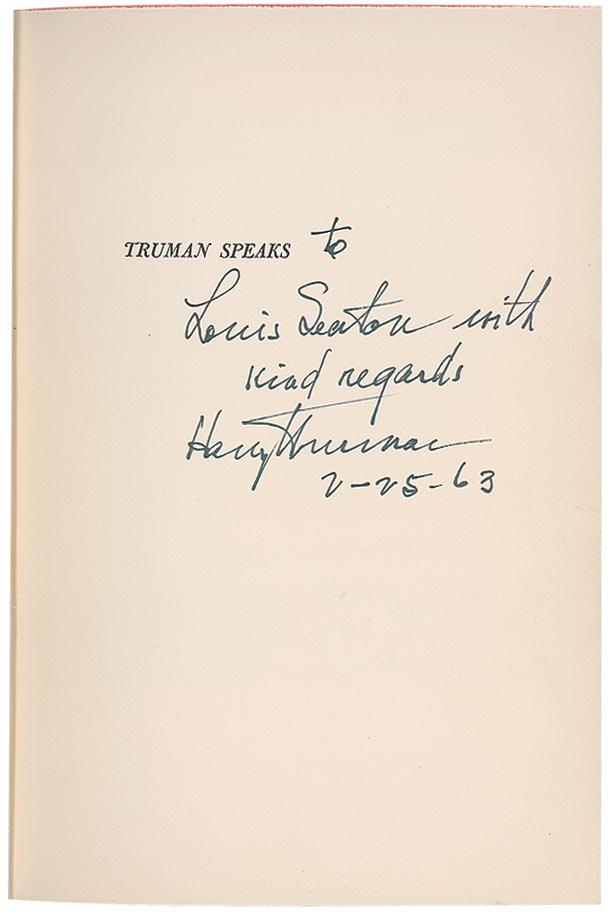 TRUMAN SPEAKS to
Louis Seaton with
kind regards
Harry Truman
2-25-63